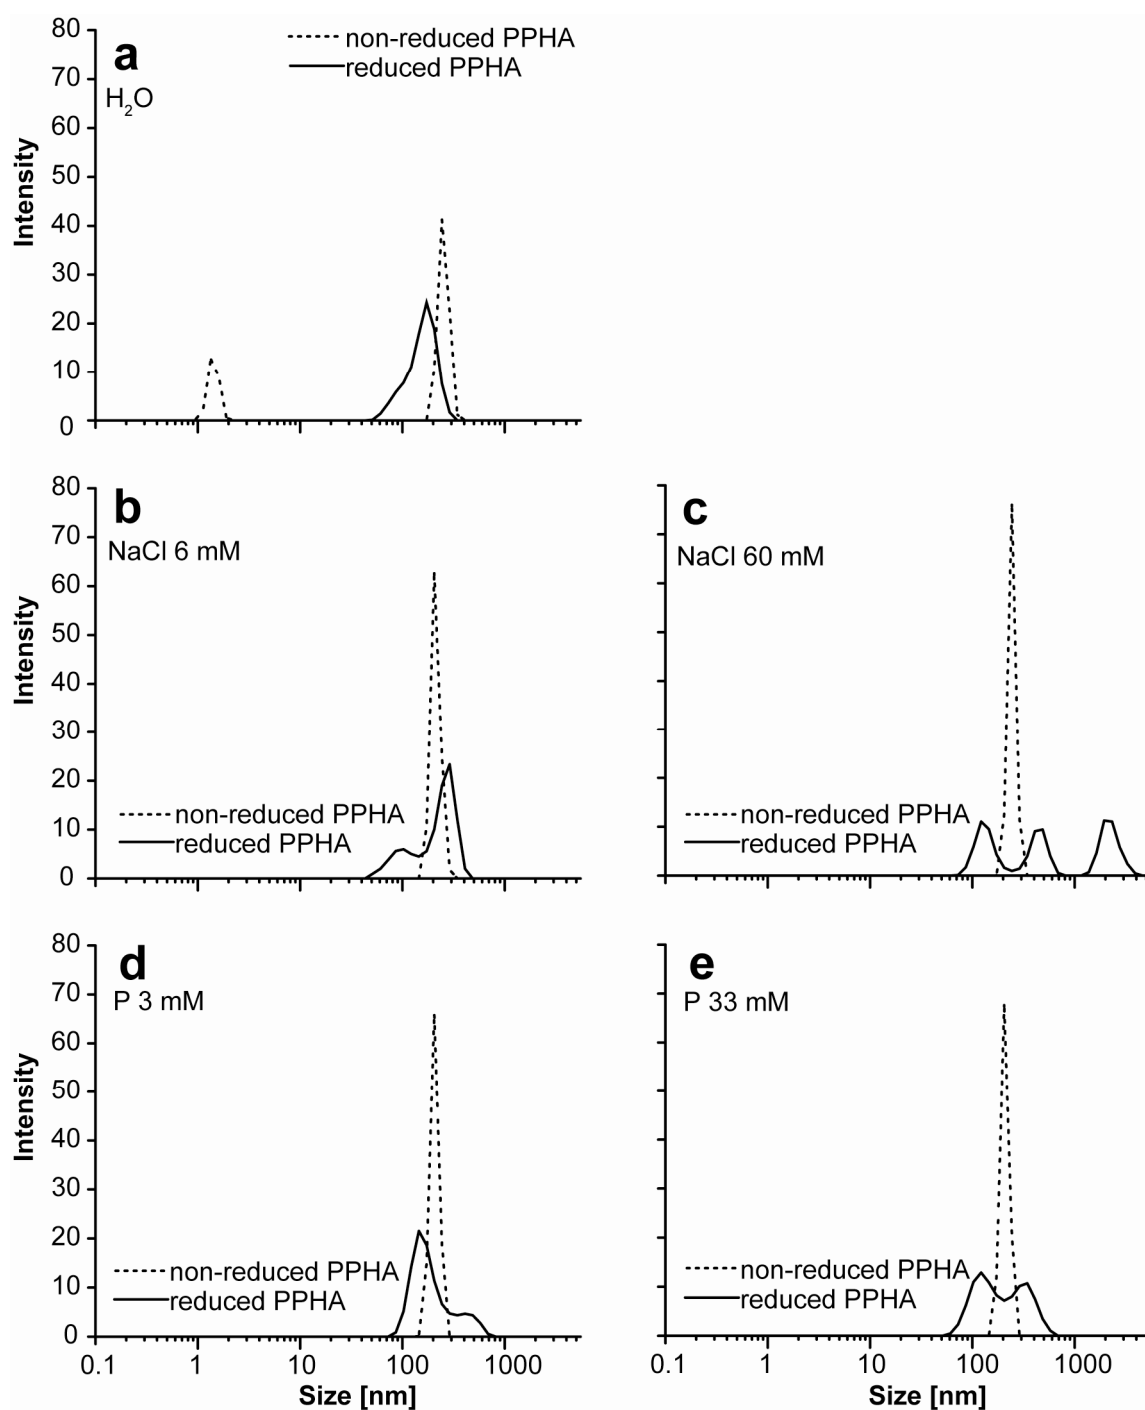 80
70
60
50
40
30
20
10
0
Intensity
a
H₂O
non-reduced PPHA
reduced PPHA
80
70
60
50
40
30
20
10
0
Intensity
b
NaCl 6 mM
non-reduced PPHA
reduced PPHA
c
NaCl 60 mM
non-reduced PPHA
reduced PPHA
80
70
60
50
40
30
20
10
0
Intensity
d
P 3 mM
non-reduced PPHA
reduced PPHA
0.1 1 10 100 1000
Size [nm]
e
P 33 mM
non-reduced PPHA
reduced PPHA
0.1 1 10 100 1000
Size [nm]